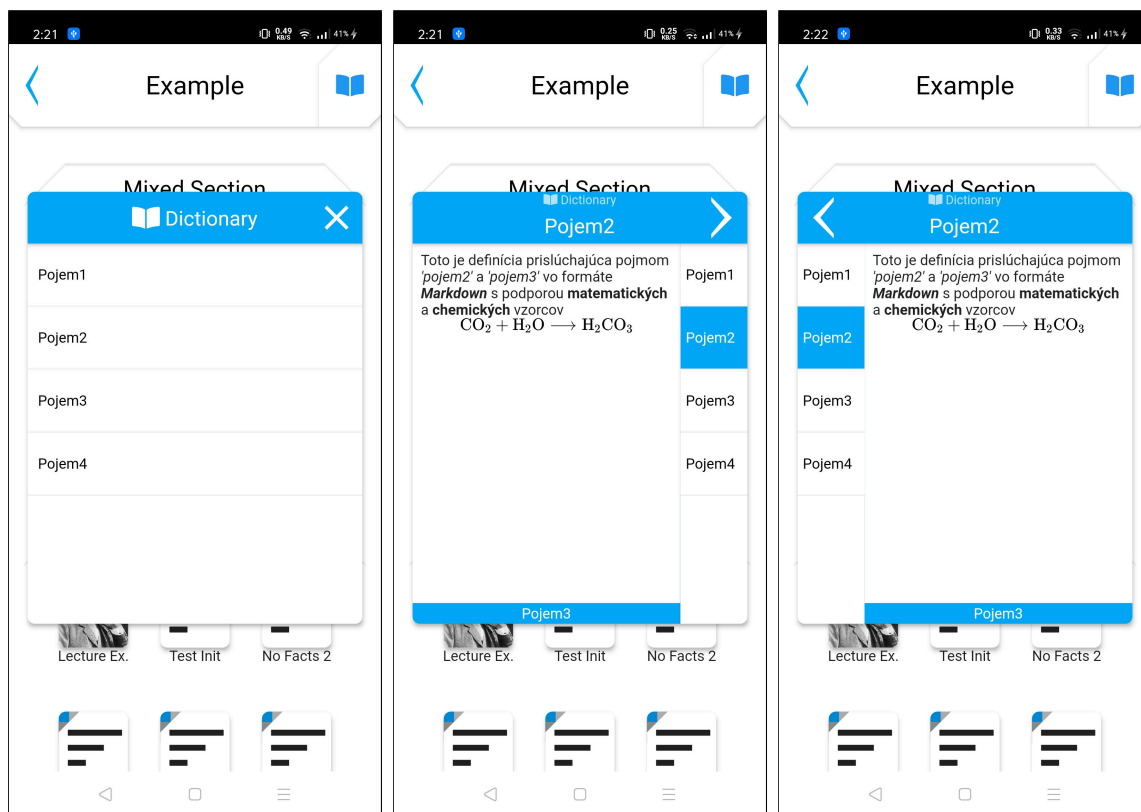 2:21
0.49 KB/S
41%
Example
Mixed Section
Dictionary
Pojem1
Pojem2
Pojem3
Pojem4
Lecture Ex.
Test Init
No Facts 2
2:21
0.25 KB/S
41%
Example
Mixed Section
Dictionary
Pojem2
Toto je definícia prislúchajúca pojmom
'pojem2' a 'pojem3' vo formáte
Markdown s podporou matematických
a chemických vzorcov
CO₂ + H₂O ⟶ H₂CO₃
Pojem1
Pojem2
Pojem3
Pojem4
Pojem3
Lecture Ex.
Test Init
No Facts 2
2:22
0.33 KB/S
41%
Example
Mixed Section
Dictionary
Pojem2
Pojem1
Pojem2
Pojem3
Pojem4
Toto je definícia prislúchajúca pojmom
'pojem2' a 'pojem3' vo formáte
Markdown s podporou matematických
a chemických vzorcov
CO₂ + H₂O ⟶ H₂CO₃
Pojem3
Lecture Ex.
Test Init
No Facts 2